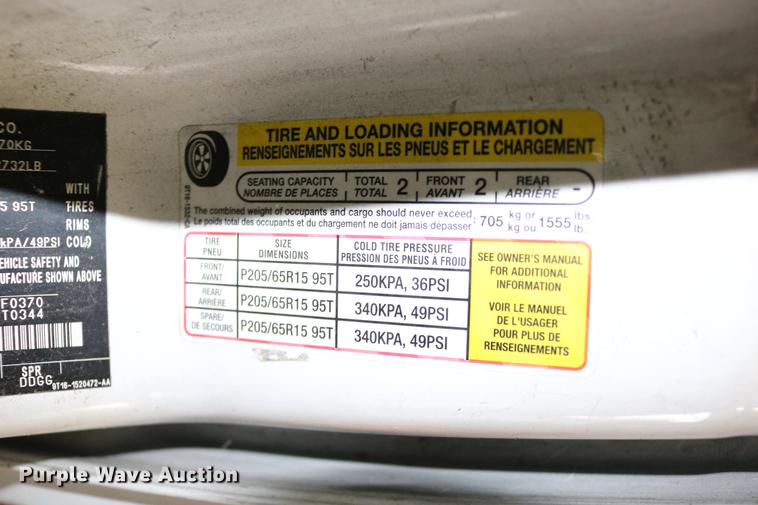 CO.
70KG
2732LB
WITH
5 95T TIRES
RIMS
kPA/49PSI COLD
VEHICLE SAFETY AND
UFACTURE SHOWN ABOVE
F0370
T0344
SPR
DDGG
9T16-1520472-AA
TIRE AND LOADING INFORMATION
RENSEIGNEMENTS SUR LES PNEUS ET LE CHARGEMENT
9T16-1532-CA
SEATING CAPACITY TOTAL 2 FRONT 2 REAR -
NOMBRE DE PLACES TOTAL AVANT ARRIÈRE
The combined weight of occupants and cargo should never exceed: 705 kg or 1555 lbs
Le poids total des occupants et du chargement ne doit jamais depasser: kg ou lb.
TIRE SIZE COLD TIRE PRESSURE
PNEU DIMENSIONS PRESSION DES PNEUS À FROID
FRONT/ AVANT P205/65R15 95T 250KPA, 36PSI
REAR/ ARRIÈRE P205/65R15 95T 340KPA, 49PSI
SPARE/ DE SECOURS P205/65R15 95T 340KPA, 49PSI
SEE OWNER'S MANUAL
FOR ADDITIONAL
INFORMATION
VOIR LE MANUEL
DE L'USAGER
POUR PLUS DE
RENSEIGNEMENTS
Purple Wave Auction